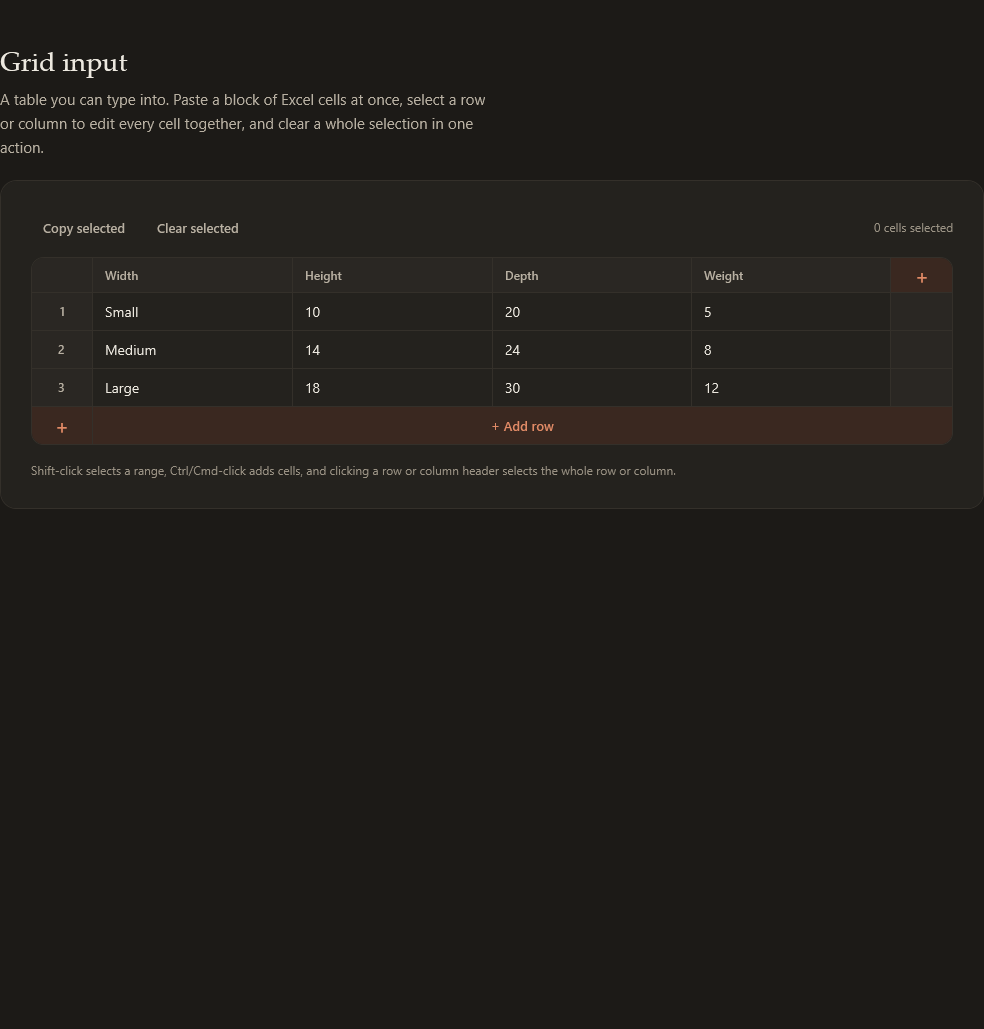 Grid input
A table you can type into. Paste a block of Excel cells at once, select a row
or column to edit every cell together, and clear a whole selection in one
action.
Copy selected Clear selected 0 cells selected
Width Height Depth Weight +
1 Small 10 20 5
2 Medium 14 24 8
3 Large 18 30 12
+ + Add row
Shift-click selects a range, Ctrl/Cmd-click adds cells, and clicking a row or column header selects the whole row or column.